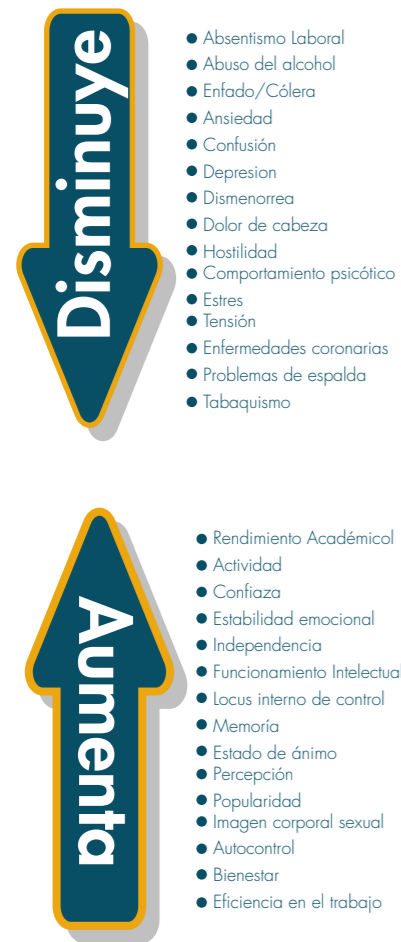 Disminuye
Absentismo Laboral
Abuso del alcohol
Enfado/Cólera
Ansiedad
Confusión
Depresion
Dismenorrea
Dolor de cabeza
Hostilidad
Comportamiento psicótico
Estres
Tensión
Enfermedades coronarias
Problemas de espalda
Tabaquismo
Aumenta
Rendimiento Académicol
Actividad
Confiaza
Estabilidad emocional
Independencia
Funcionamiento Intelectual
Locus interno de control
Memoría
Estado de ánimo
Percepción
Popularidad
Imagen corporal sexual
Autocontrol
Bienestar
Eficiencia en el trabajo